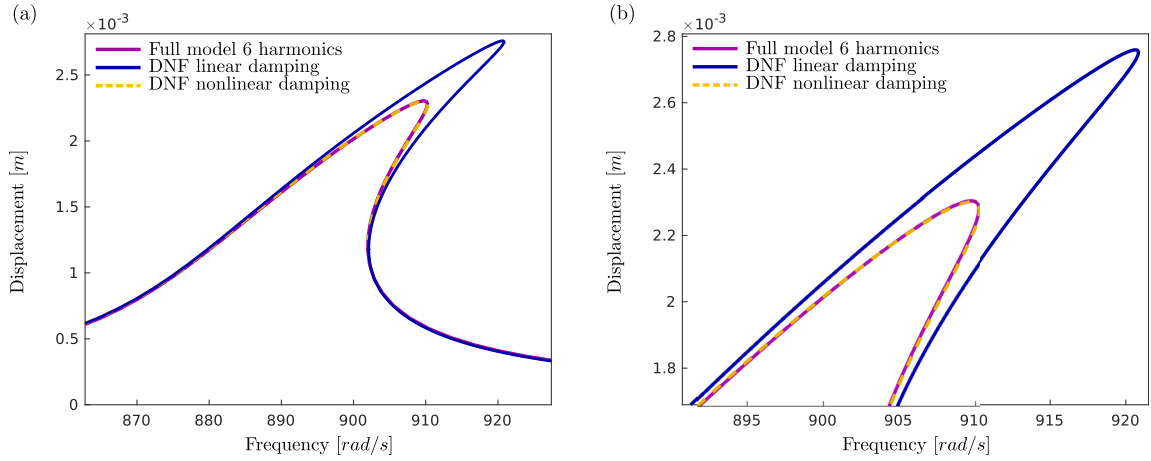 (a)
×10⁻³
Full model 6 harmonics
DNF linear damping
DNF nonlinear damping
2.5
2
1.5
1
0.5
0
Displacement [m]
870 880 890 900 910 920
Frequency [rad/s]
(b)
2.8 ×10⁻³
Full model 6 harmonics
DNF linear damping
DNF nonlinear damping
2.6
2.4
2.2
2
1.8
Displacement [m]
895 900 905 910 915 920
Frequency [rad/s]